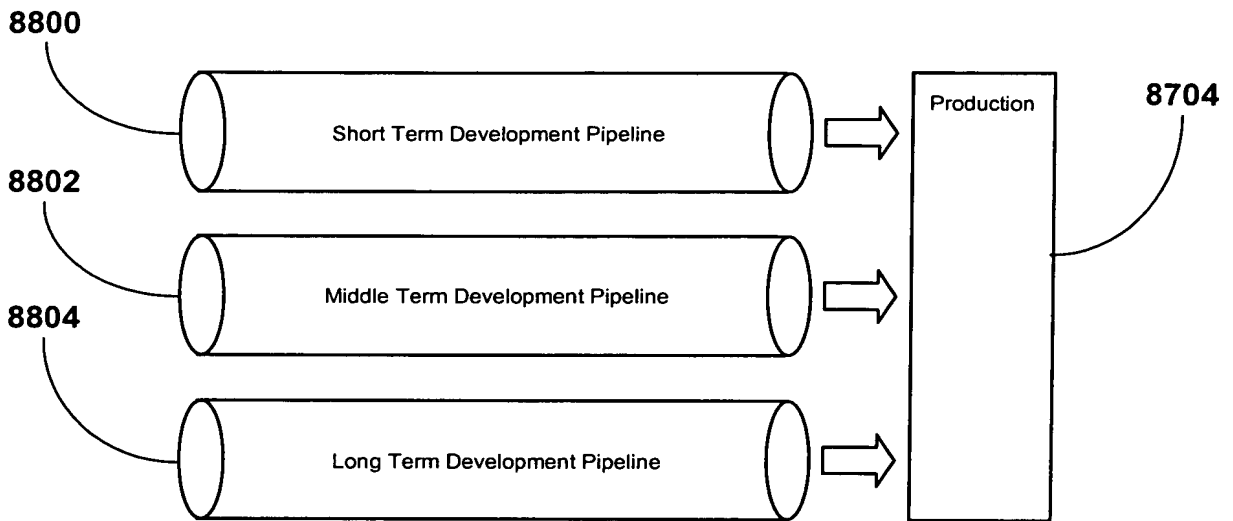 8800
Short Term Development Pipeline
Production
8704
8802
Middle Term Development Pipeline
8804
Long Term Development Pipeline